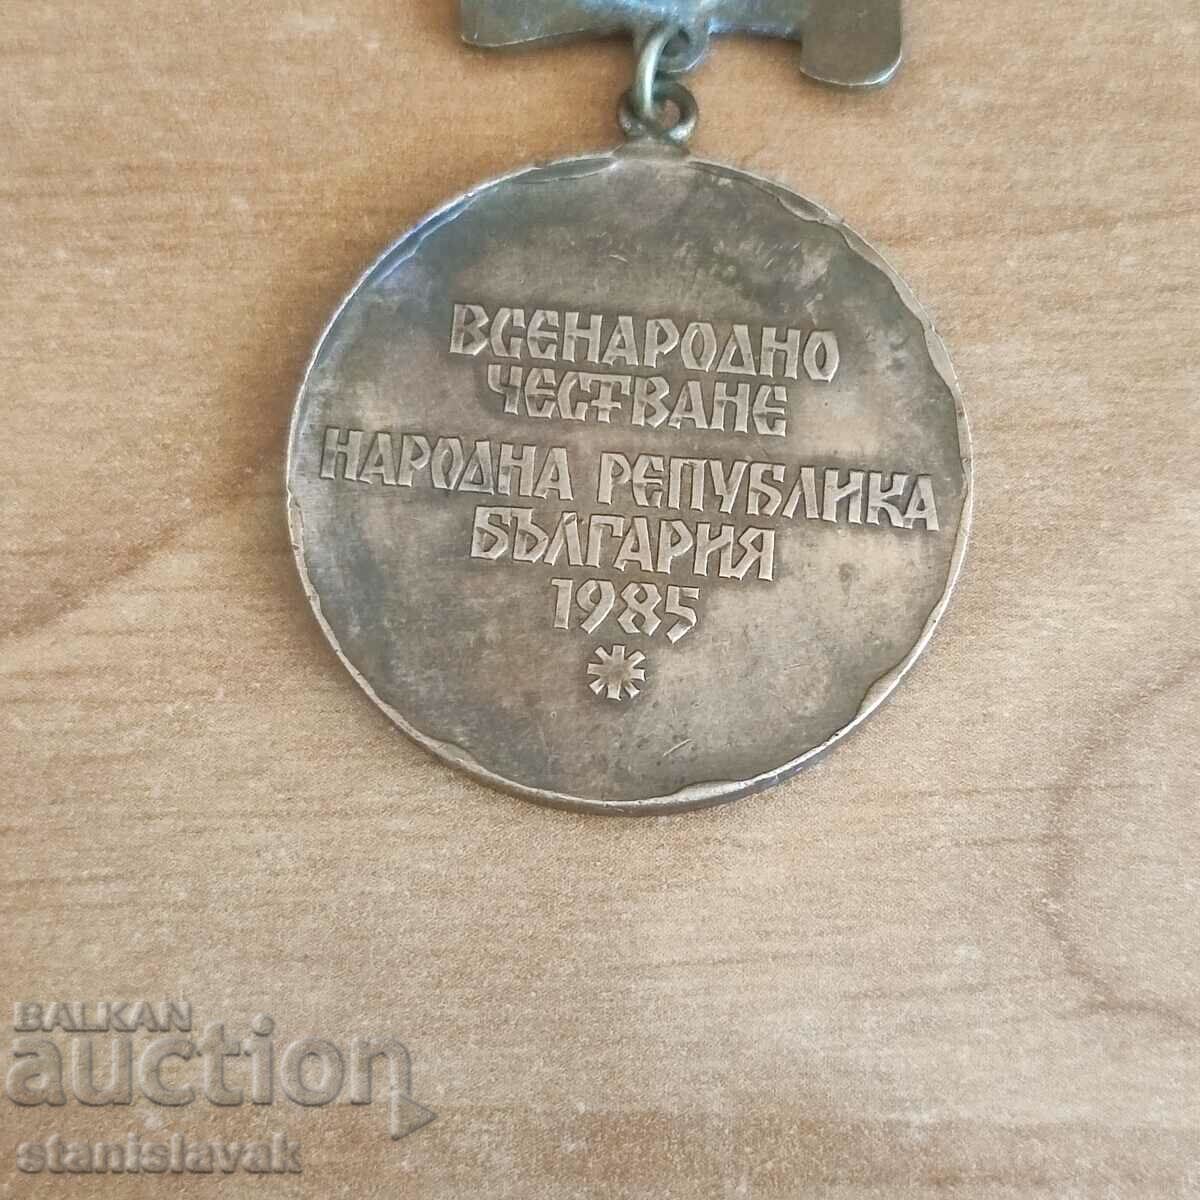 ВСЕНАРОДНО
ЧЕСТВАНЕ
НАРОДНА РЕПУБЛИКА
БЪЛГАРИЯ
1985
BALKAN
auction
stanislavak